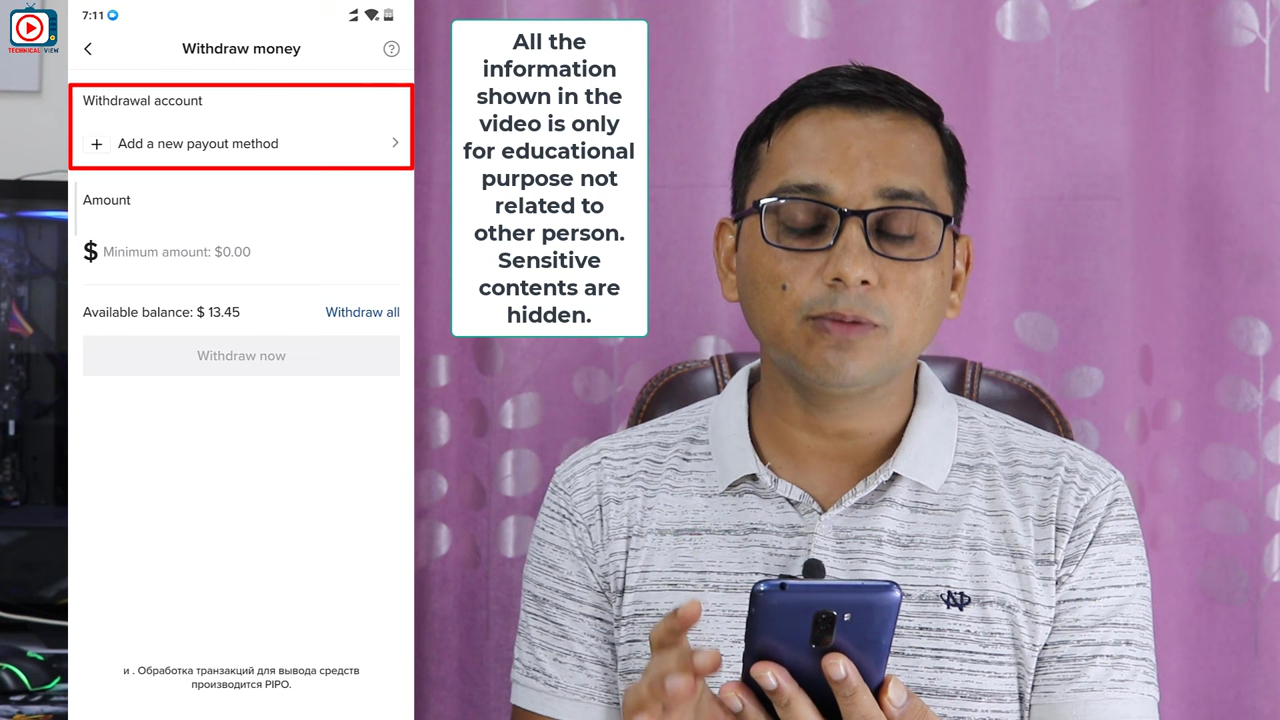 TECHNICAL VIEW
7:11
Withdraw money
?
Withdrawal account
+ Add a new payout method
Amount
$ Minimum amount: $0.00
Available balance: $ 13.45
Withdraw all
Withdraw now
и . Обработка транзакций для вывода средств
производится PIPO.
All the
information
shown in the
video is only
for educational
purpose not
related to
other person.
Sensitive
contents are
hidden.